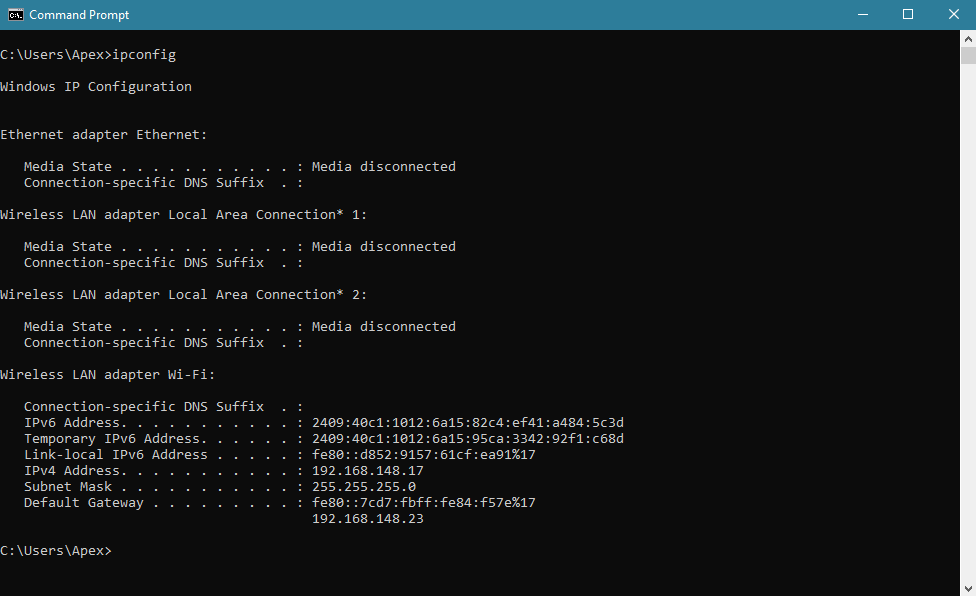 Command Prompt
C:\Users\Apex>ipconfig
Windows IP Configuration
Ethernet adapter Ethernet:
   Media State . . . . . . . . . . . : Media disconnected
   Connection-specific DNS Suffix  . :
Wireless LAN adapter Local Area Connection* 1:
   Media State . . . . . . . . . . . : Media disconnected
   Connection-specific DNS Suffix  . :
Wireless LAN adapter Local Area Connection* 2:
   Media State . . . . . . . . . . . : Media disconnected
   Connection-specific DNS Suffix  . :
Wireless LAN adapter Wi-Fi:
   Connection-specific DNS Suffix  . :
   IPv6 Address. . . . . . . . . . . : 2409:40c1:1012:6a15:82c4:ef41:a484:5c3d
   Temporary IPv6 Address. . . . . . : 2409:40c1:1012:6a15:95ca:3342:92f1:c68d
   Link-local IPv6 Address . . . . . : fe80::d852:9157:61cf:ea91%17
   IPv4 Address. . . . . . . . . . . : 192.168.148.17
   Subnet Mask . . . . . . . . . . . : 255.255.255.0
   Default Gateway . . . . . . . . . : fe80::7cd7:fbff:fe84:f57e%17
                                       192.168.148.23
C:\Users\Apex>